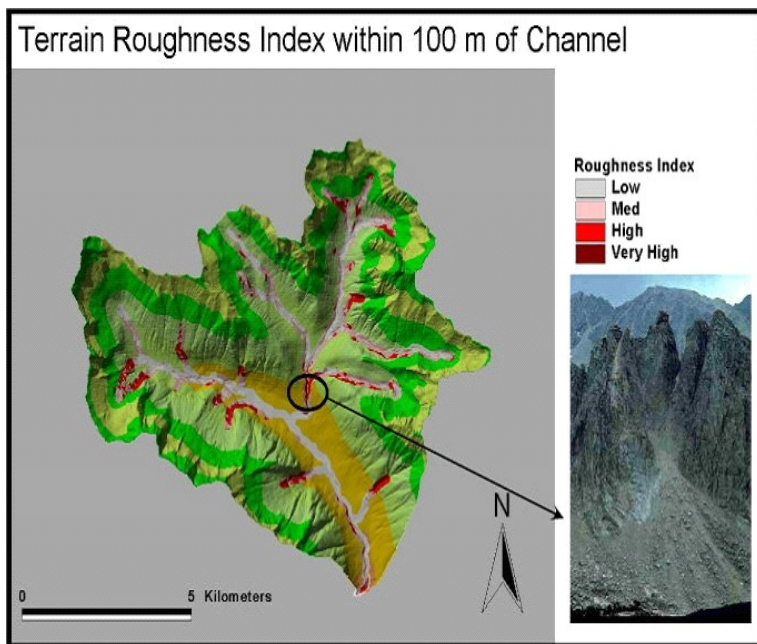 Terrain Roughness Index within 100 m of Channel
Roughness Index
Low
Med
High
Very High
N
0 5 Kilometers